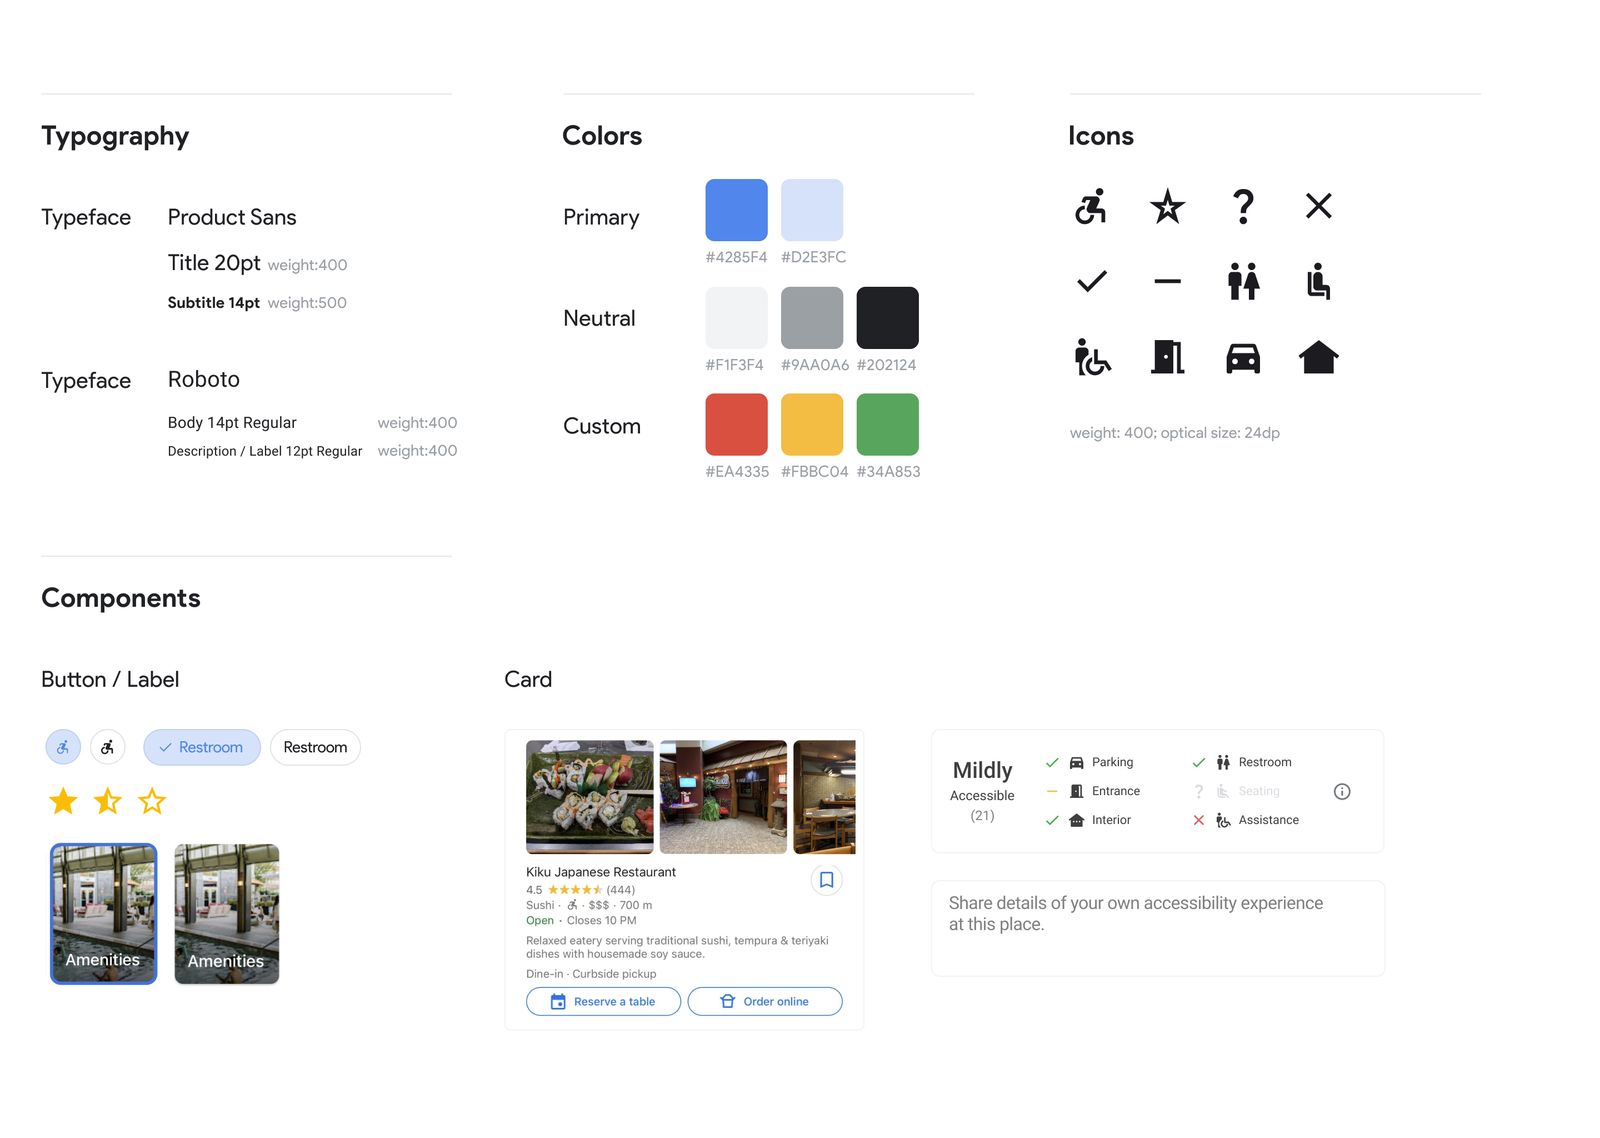 Typography
Typeface Product Sans
Title 20pt weight:400
Subtitle 14pt weight:500
Typeface Roboto
Body 14pt Regular weight:400
Description / Label 12pt Regular weight:400
Colors
Primary
#4285F4 #D2E3FC
Neutral
#F1F3F4 #9AA0A6 #202124
Custom
#EA4335 #FBBC04 #34A853
Icons
weight: 400; optical size: 24dp
Components
Button / Label
Restroom Restroom
Amenities Amenities
Card
Kiku Japanese Restaurant
4.5 (444)
Sushi · · $$$ · 700 m
Open · Closes 10 PM
Relaxed eatery serving traditional sushi, tempura & teriyaki
dishes with housemade soy sauce.
Dine-in · Curbside pickup
Reserve a table Order online
Mildly
Accessible
(21)
Parking Restroom
Entrance Seating
Interior Assistance
Share details of your own accessibility experience
at this place.